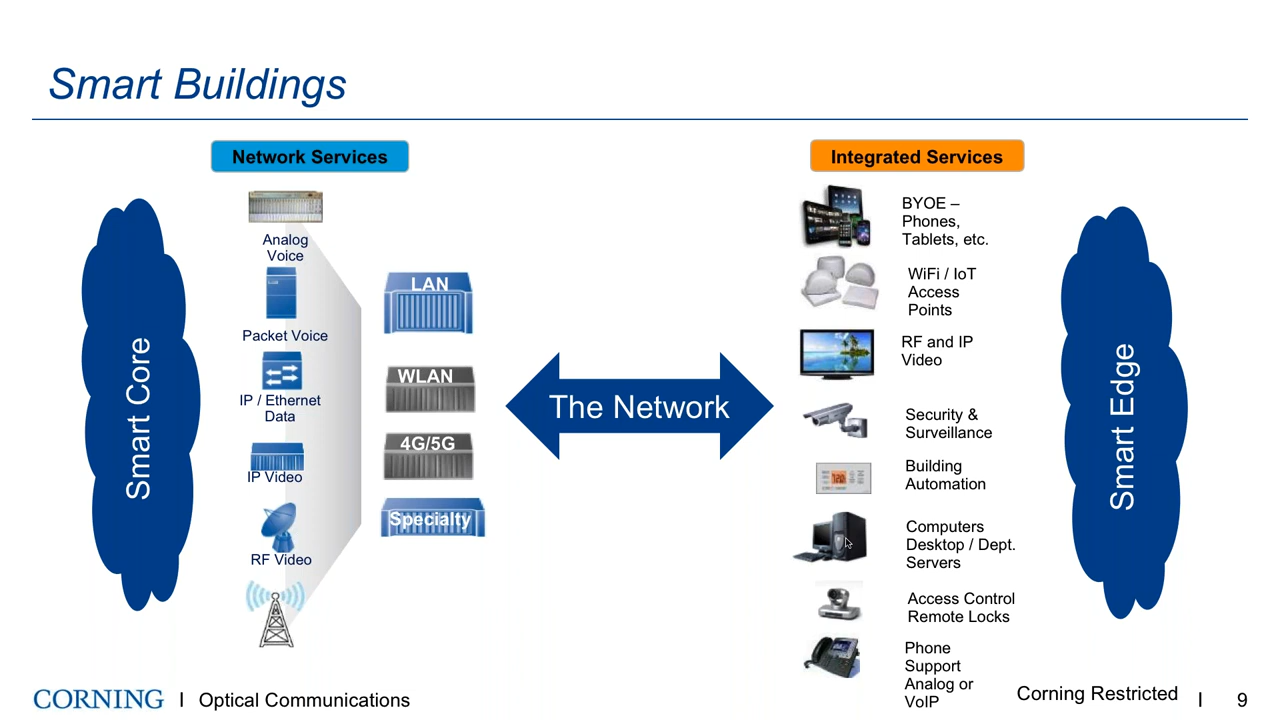 Smart Buildings
Network Services
Integrated Services
Smart Core
Analog
Voice
Packet Voice
IP / Ethernet
Data
IP Video
RF Video
LAN
WLAN
4G/5G
Specialty
The Network
BYOE –
Phones,
Tablets, etc.
WiFi / IoT
Access
Points
RF and IP
Video
Security &
Surveillance
Building
Automation
Computers
Desktop / Dept.
Servers
Access Control
Remote Locks
Phone
Support
Analog or
VoIP
Smart Edge
CORNING | Optical Communications
Corning Restricted | 9